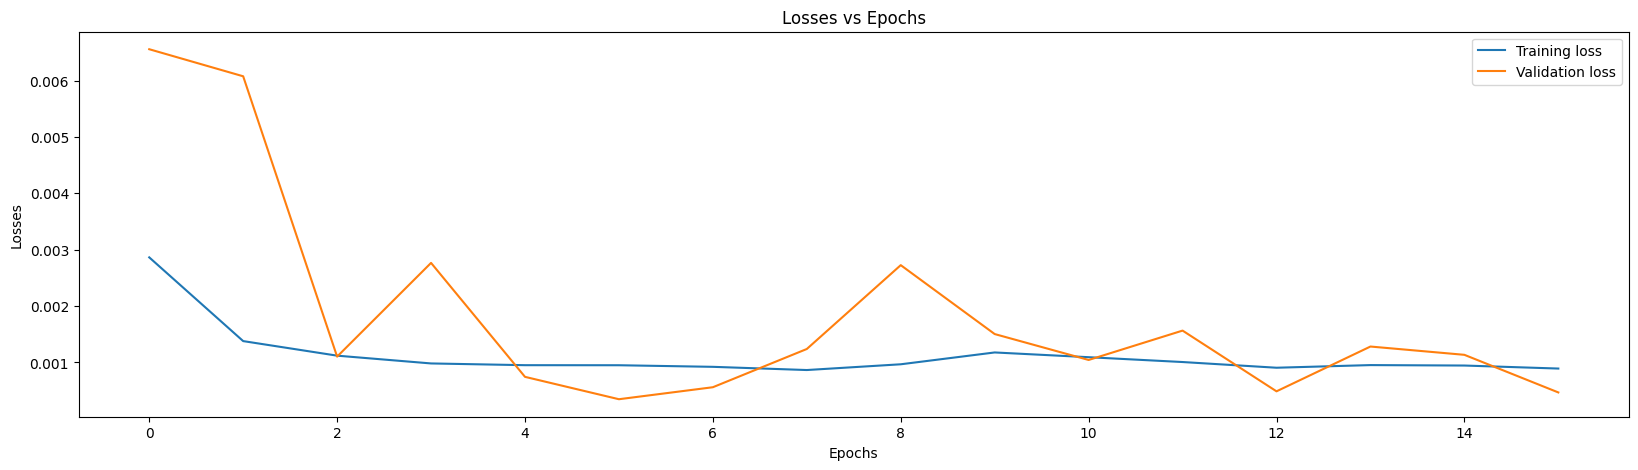 Losses vs Epochs
Training loss
Validation loss
0.006
0.005
0.004
0.003
0.002
0.001
Losses
0 2 4 6 8 10 12 14
Epochs